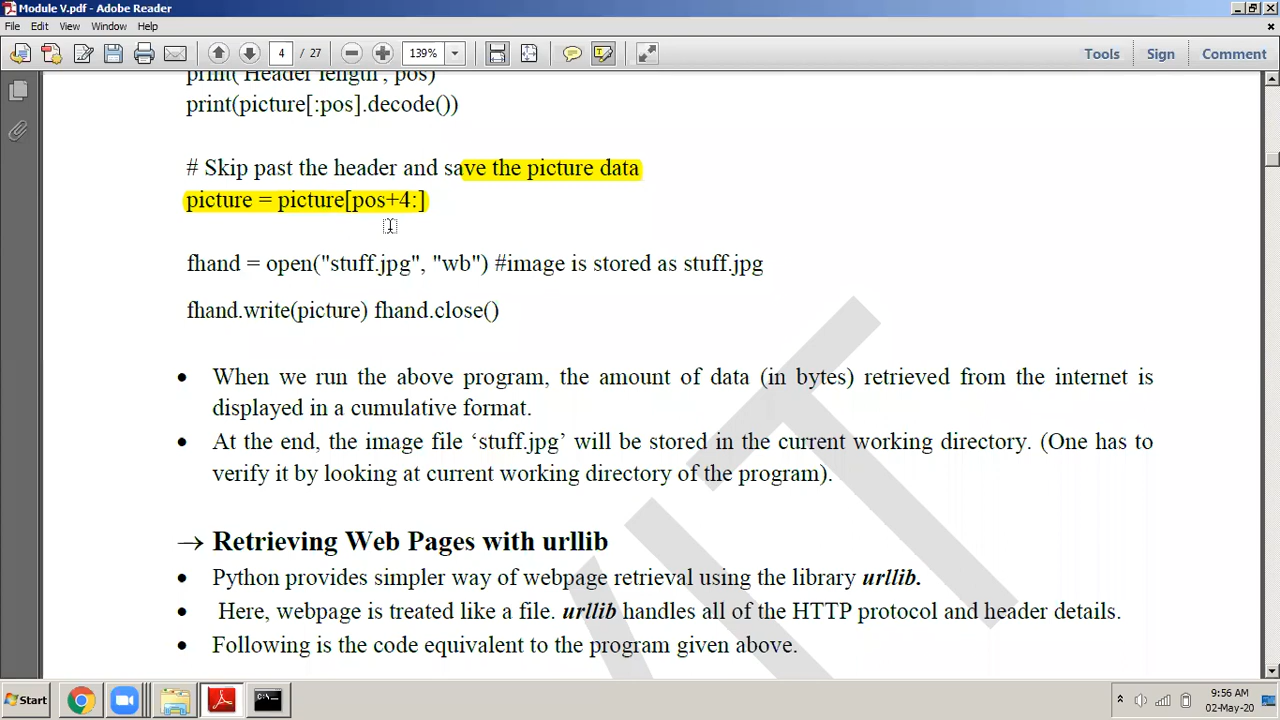 Module V.pdf - Adobe Reader
File Edit View Window Help
4 / 27 139% Tools Sign Comment
print('Header length', pos)
print(picture[:pos].decode())
# Skip past the header and save the picture data
picture = picture[pos+4:]
fhand = open("stuff.jpg", "wb") #image is stored as stuff.jpg
fhand.write(picture) fhand.close()
• When we run the above program, the amount of data (in bytes) retrieved from the internet is
displayed in a cumulative format.
• At the end, the image file ‘stuff.jpg’ will be stored in the current working directory. (One has to
verify it by looking at current working directory of the program).
→ Retrieving Web Pages with urllib
• Python provides simpler way of webpage retrieval using the library urllib.
• Here, webpage is treated like a file. urllib handles all of the HTTP protocol and header details.
• Following is the code equivalent to the program given above.
Start
9:56 AM
02-May-20